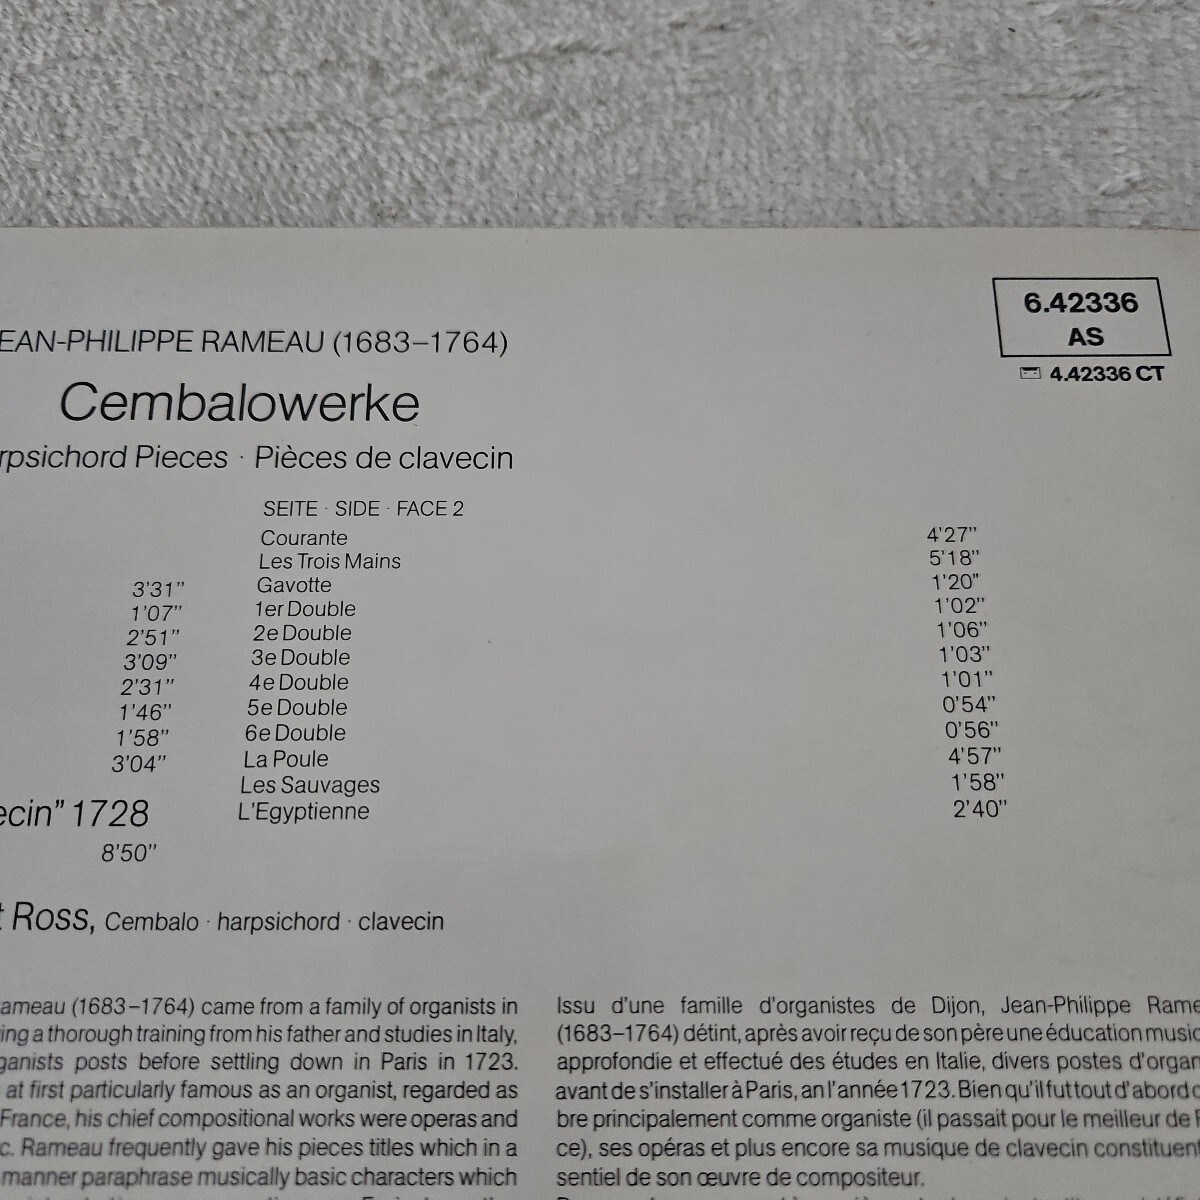 6.42336
AS
4.42336 CT
EAN-PHILIPPE RAMEAU (1683–1764)
Cembalowerke
rpsichord Pieces · Pièces de clavecin
SEITE · SIDE · FACE 2
Courante 4'27"
Les Trois Mains 5'18"
3'31" Gavotte 1'20"
1'07" 1er Double 1'02"
2'51" 2e Double 1'06"
3'09" 3e Double 1'03"
2'31" 4e Double 1'01"
1'46" 5e Double 0'54"
1'58" 6e Double 0'56"
3'04" La Poule 4'57"
Les Sauvages 1'58"
ecin" 1728 L'Egyptienne 2'40"
8'50"
t Ross, Cembalo · harpsichord · clavecin
ameau (1683–1764) came from a family of organists in
ing a thorough training from his father and studies in Italy,
ganists posts before settling down in Paris in 1723.
at first particularly famous as an organist, regarded as
France, his chief compositional works were operas and
c. Rameau frequently gave his pieces titles which in a
manner paraphrase musically basic characters which
Issu d'une famille d'organistes de Dijon, Jean-Philippe Rame
(1683–1764) détint, après avoir reçu de son père une éducation music
approfondie et effectué des études en Italie, divers postes d'organ
avant de s'installer à Paris, an l'année 1723. Bien qu'il fut tout d'abord c
bre principalement comme organiste (il passait pour le meilleur de
ce), ses opéras et plus encore sa musique de clavecin constituent
sentiel de son œuvre de compositeur.